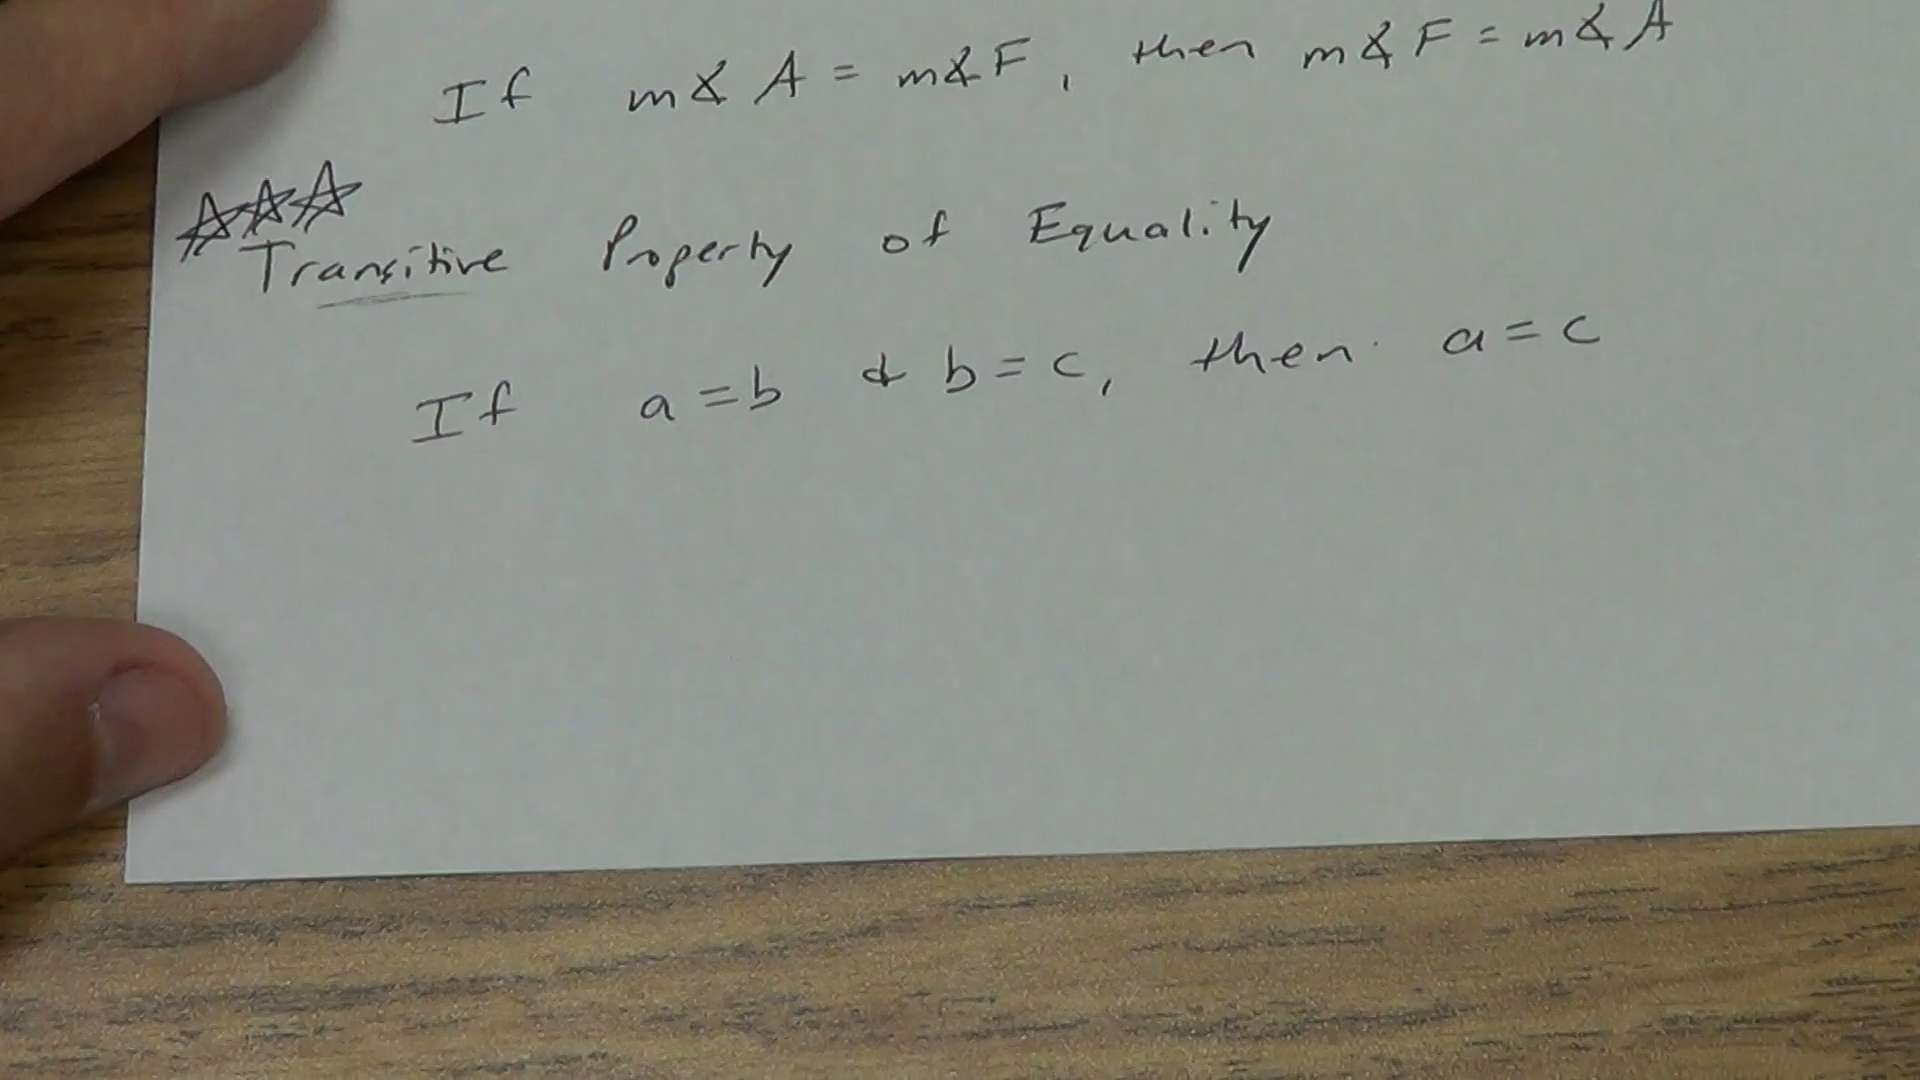 If m∡A = m∡F, then m∡F = m∡A
☆☆☆
Transitive Property of Equality
If a = b & b = c, then a = c